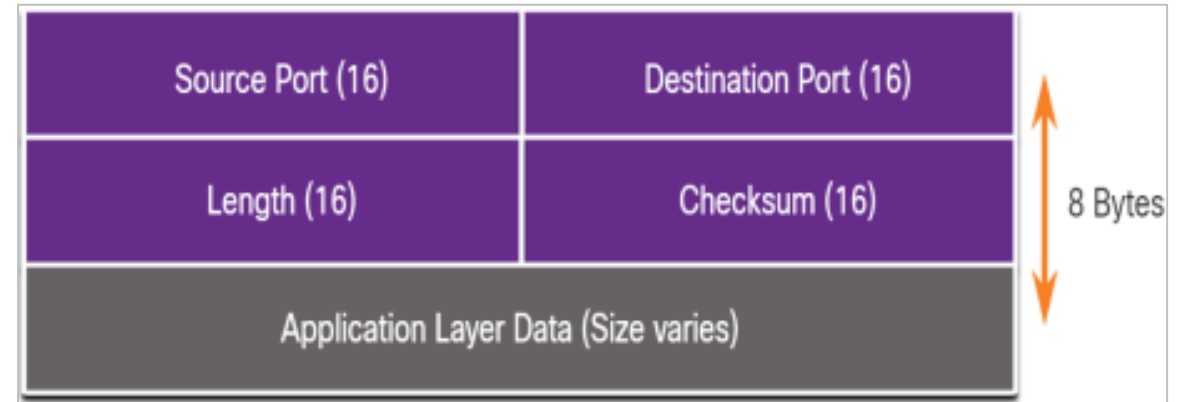 Source Port (16)
Destination Port (16)
Length (16)
Checksum (16)
8 Bytes
Application Layer Data (Size varies)